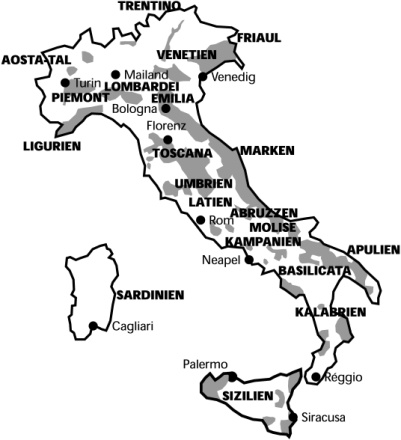 TRENTINO
FRIAUL
VENETIEN
AOSTA-TAL
Mailand
Venedig
Turin
LOMBARDEI
PIEMONT
EMILIA
Bologna
Florenz
LIGURIEN
TOSCANA
MARKEN
UMBRIEN
LATIEN
ABRUZZEN
Rom
MOLISE
KAMPANIEN
APULIEN
Neapel
BASILICATA
SARDINIEN
KALABRIEN
Cagliari
Palermo
Réggio
SIZILIEN
Siracusa